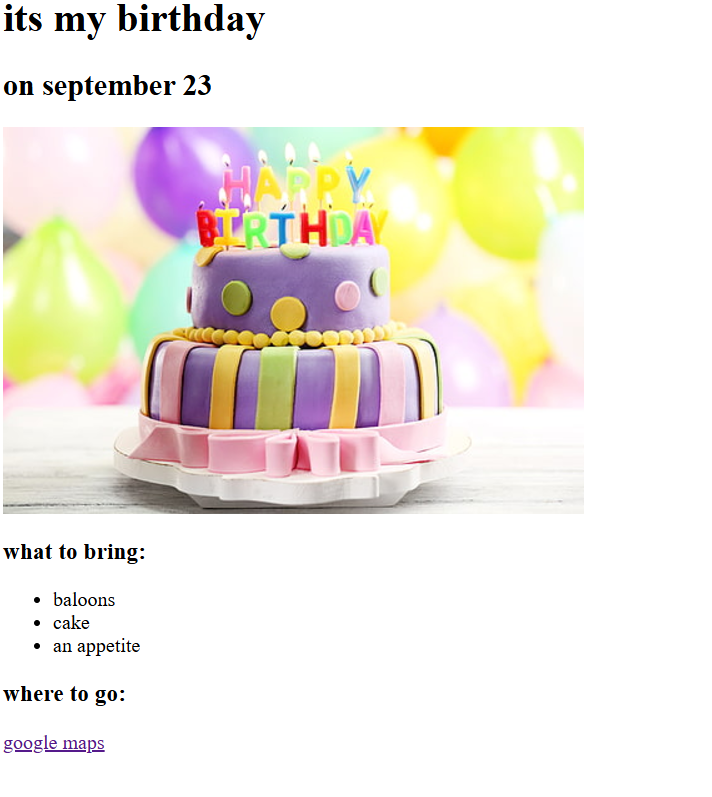 its my birthday
on september 23
HAPPY
BIRTHDAY
what to bring:
baloons
cake
an appetite
where to go:
google maps